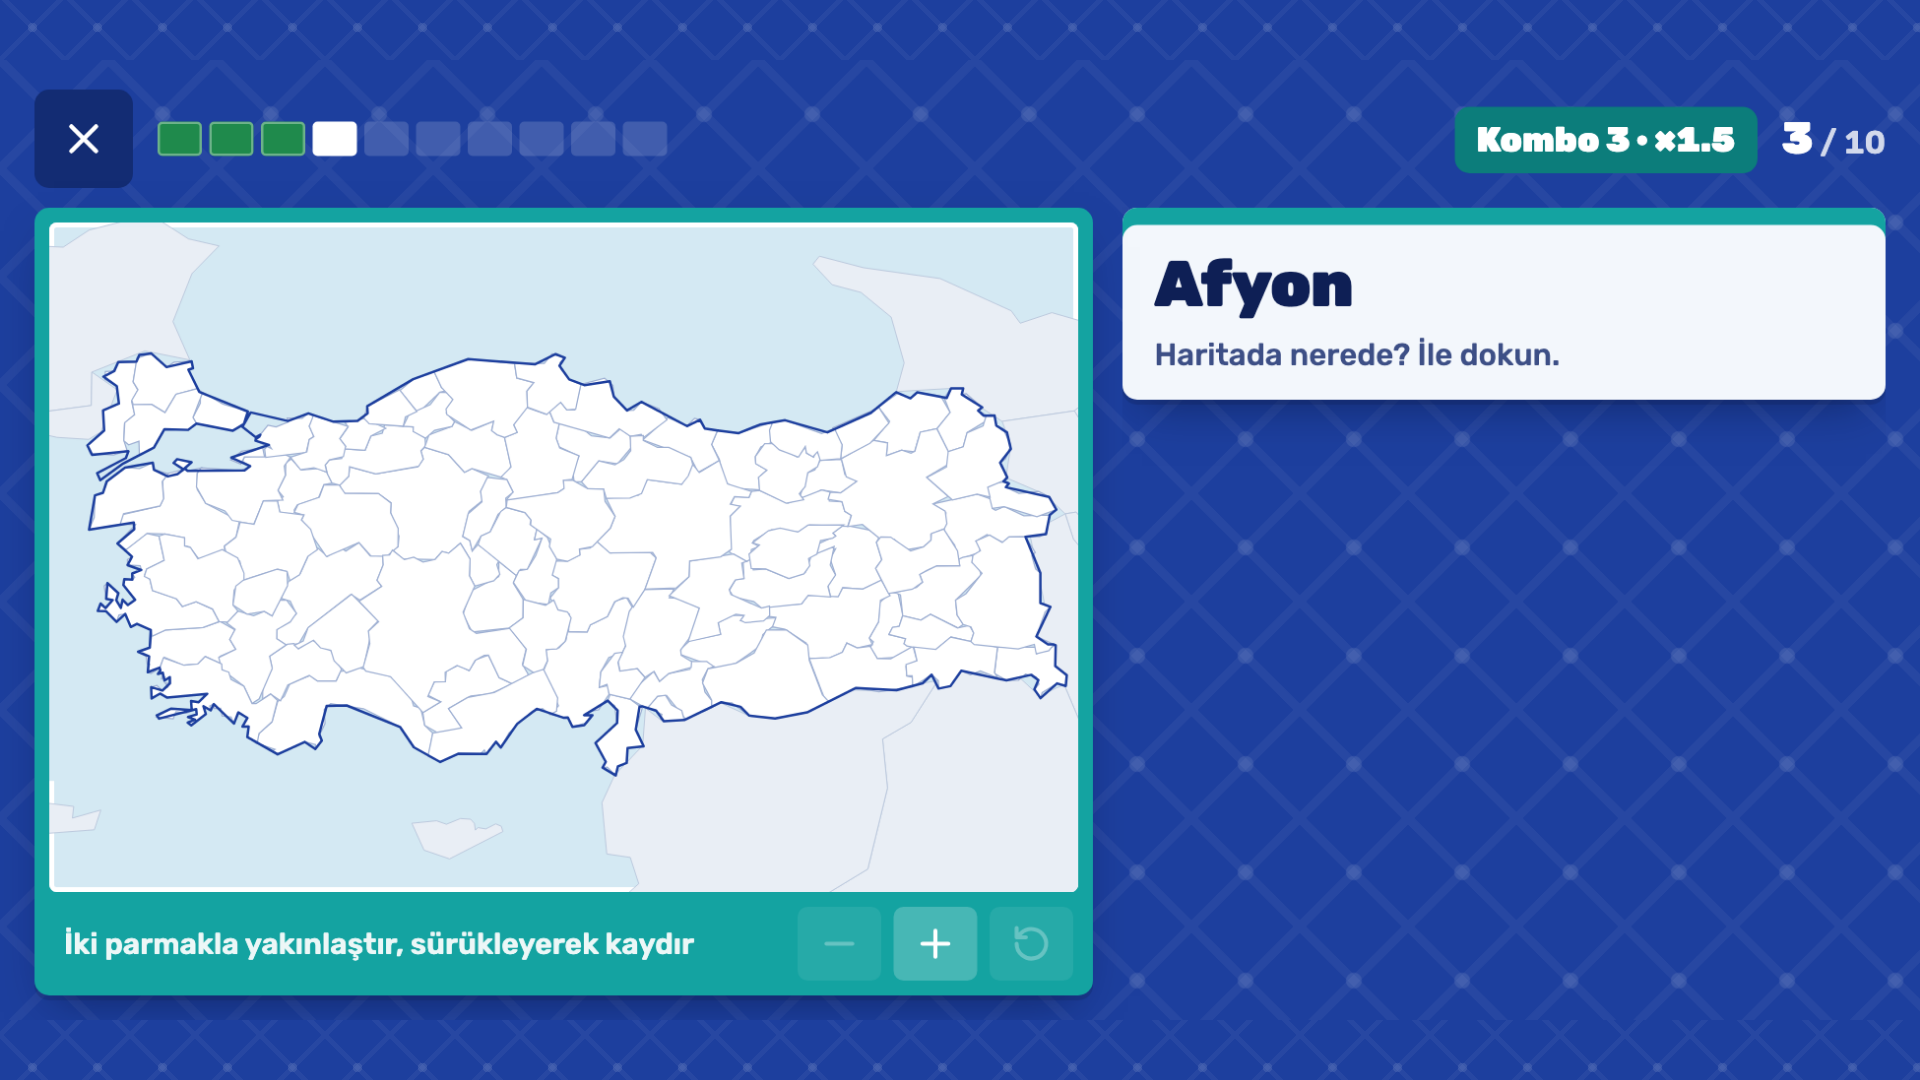 Kombo 3 • ×1.5
3 / 10
Afyon
Haritada nerede? İle dokun.
İki parmakla yakınlaştır, sürükleyerek kaydır